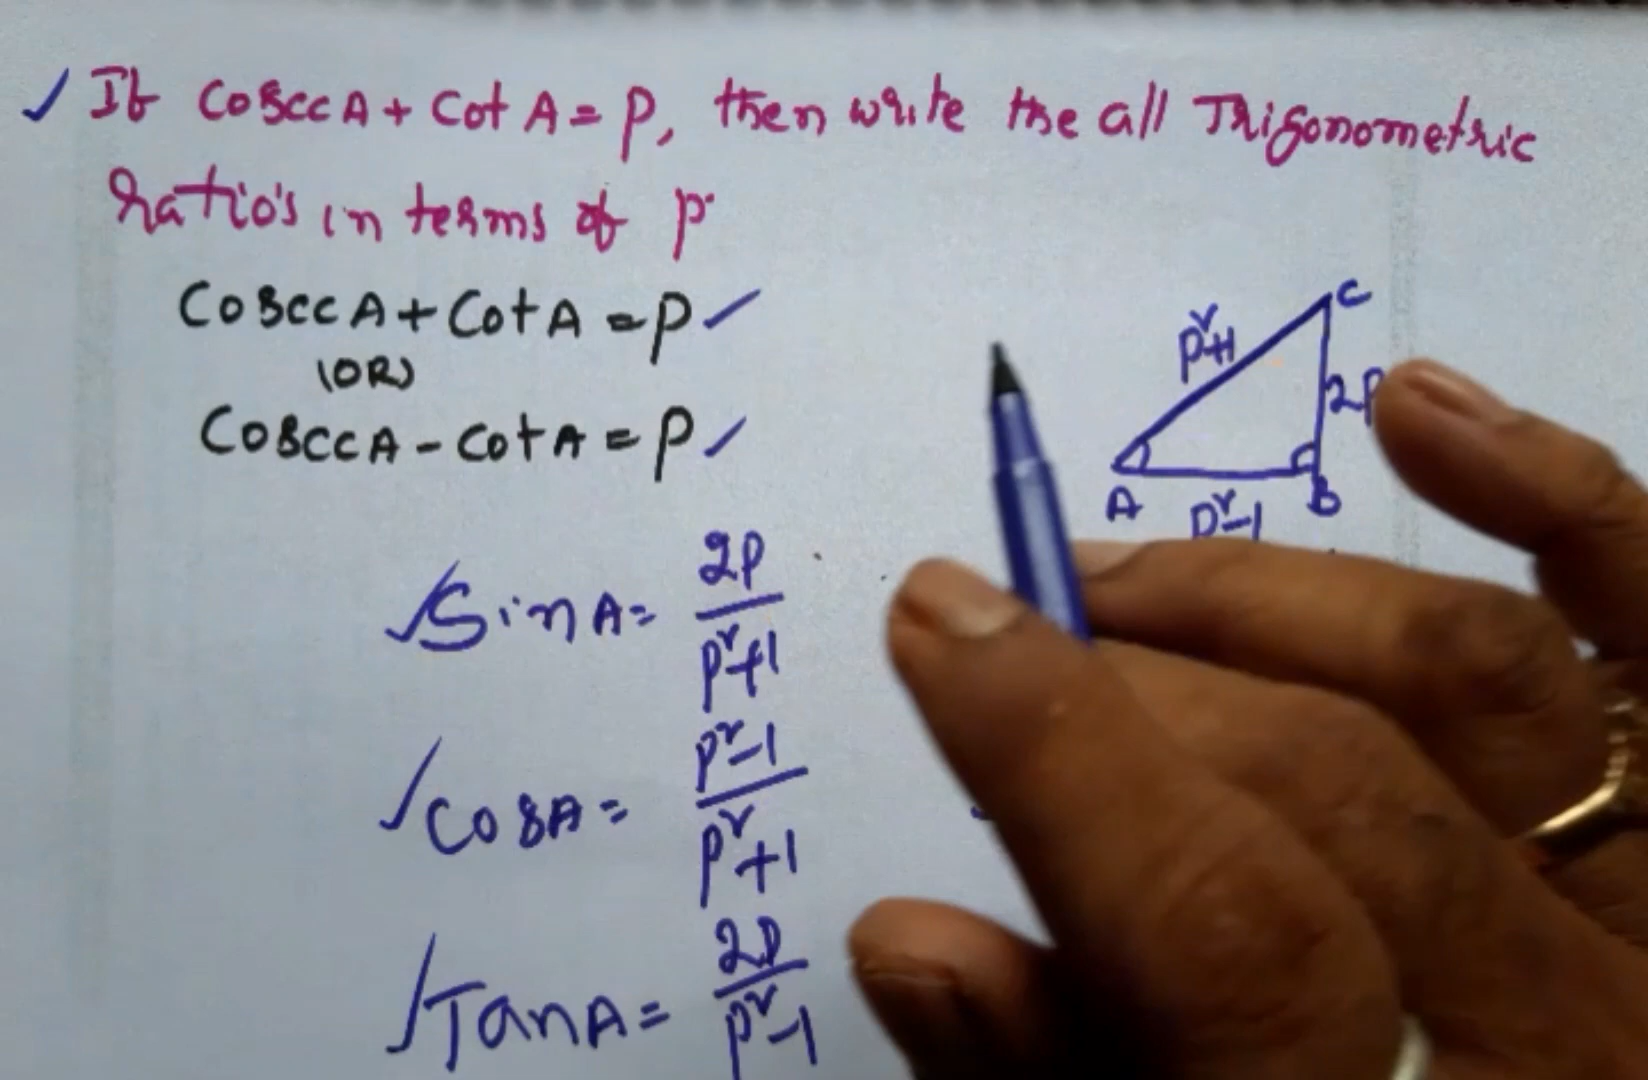 ✓ If CosecA + Cot A = P, then write the all Trigonometric
ratio's in terms of P
CosecA + CotA = P ✓
(OR)
CosecA - CotA = P ✓
C
P²+1
2P
A
B
P²-1
✓ SinA = 2P / P²+1
✓ CosA = P²-1 / P²+1
✓ TanA = 2P / P²-1